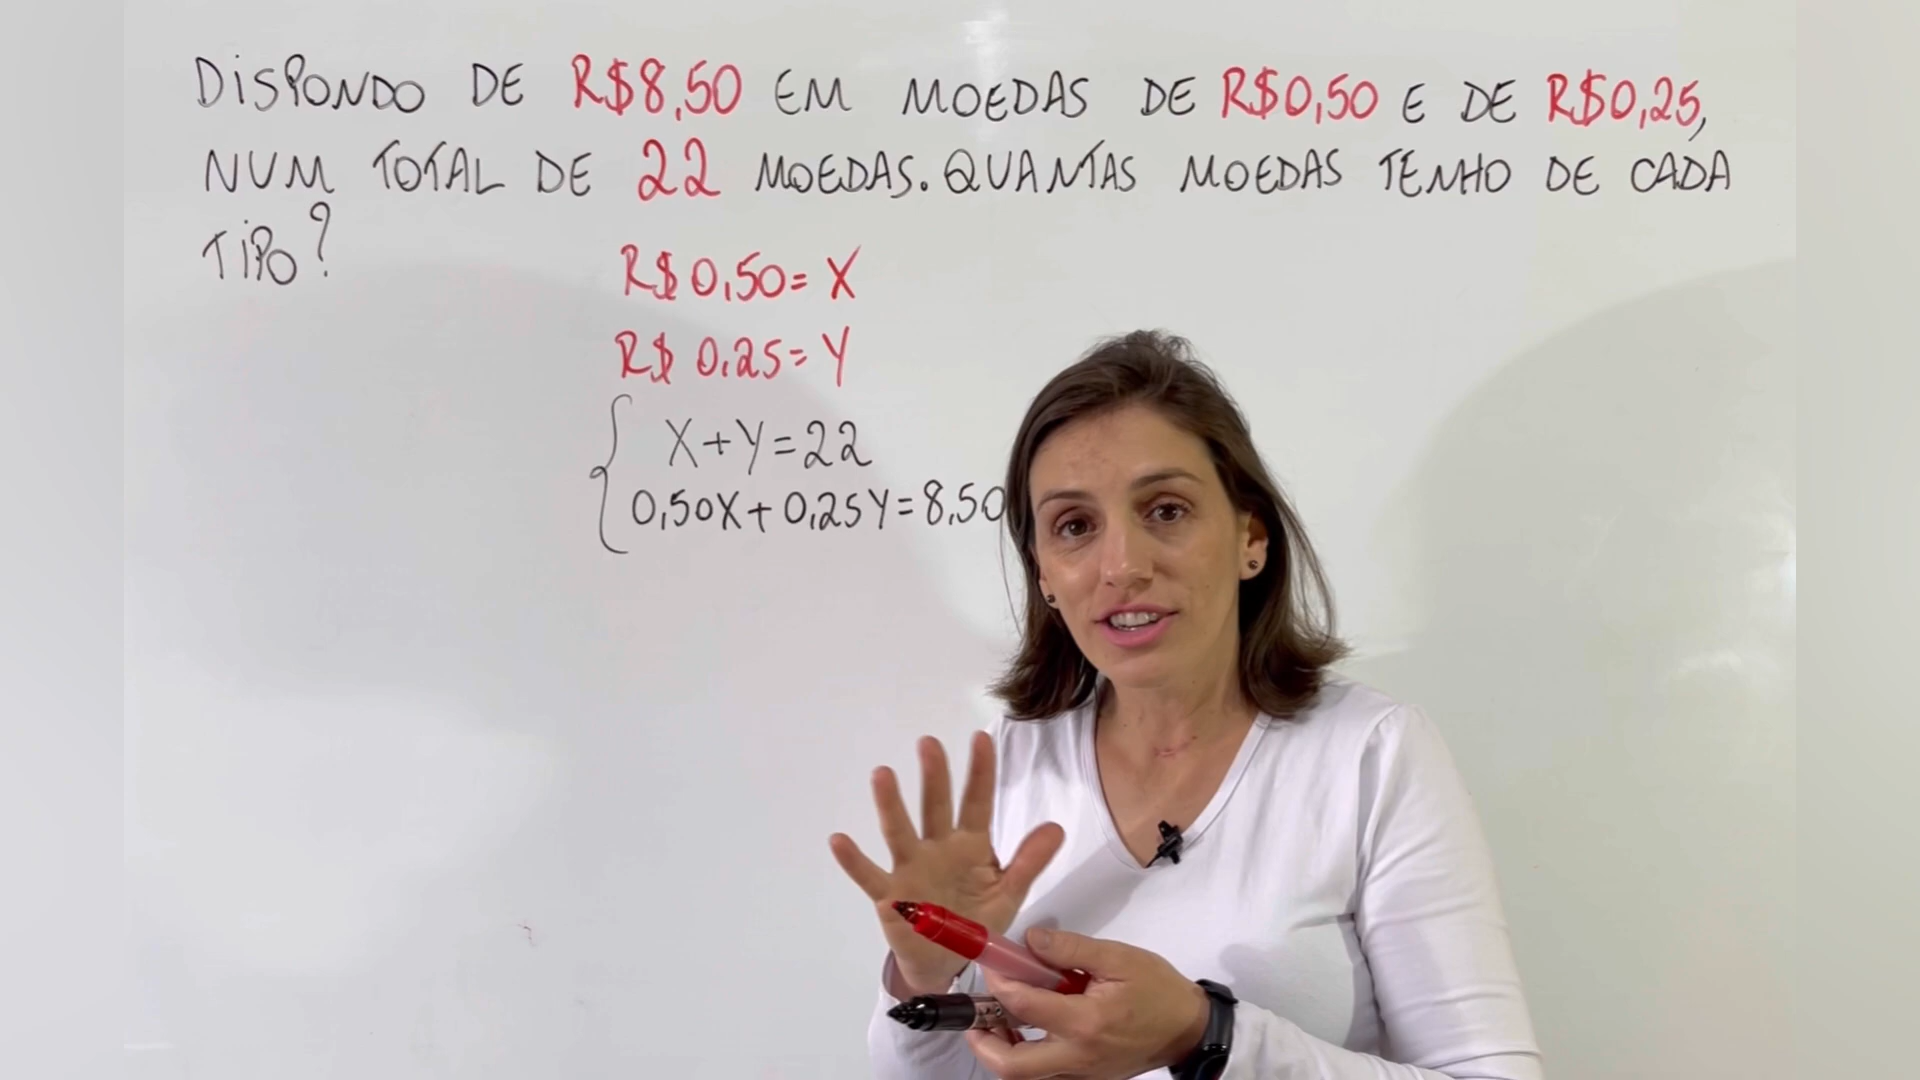 DISPONDO DE R$8,50 EM MOEDAS DE R$0,50 E DE R$0,25,
NUM TOTAL DE 22 MOEDAS. QUANTAS MOEDAS TENHO DE CADA
TIPO?
R$ 0,50 = X
R$ 0,25 = Y
X + Y = 22
0,50X + 0,25Y = 8,50